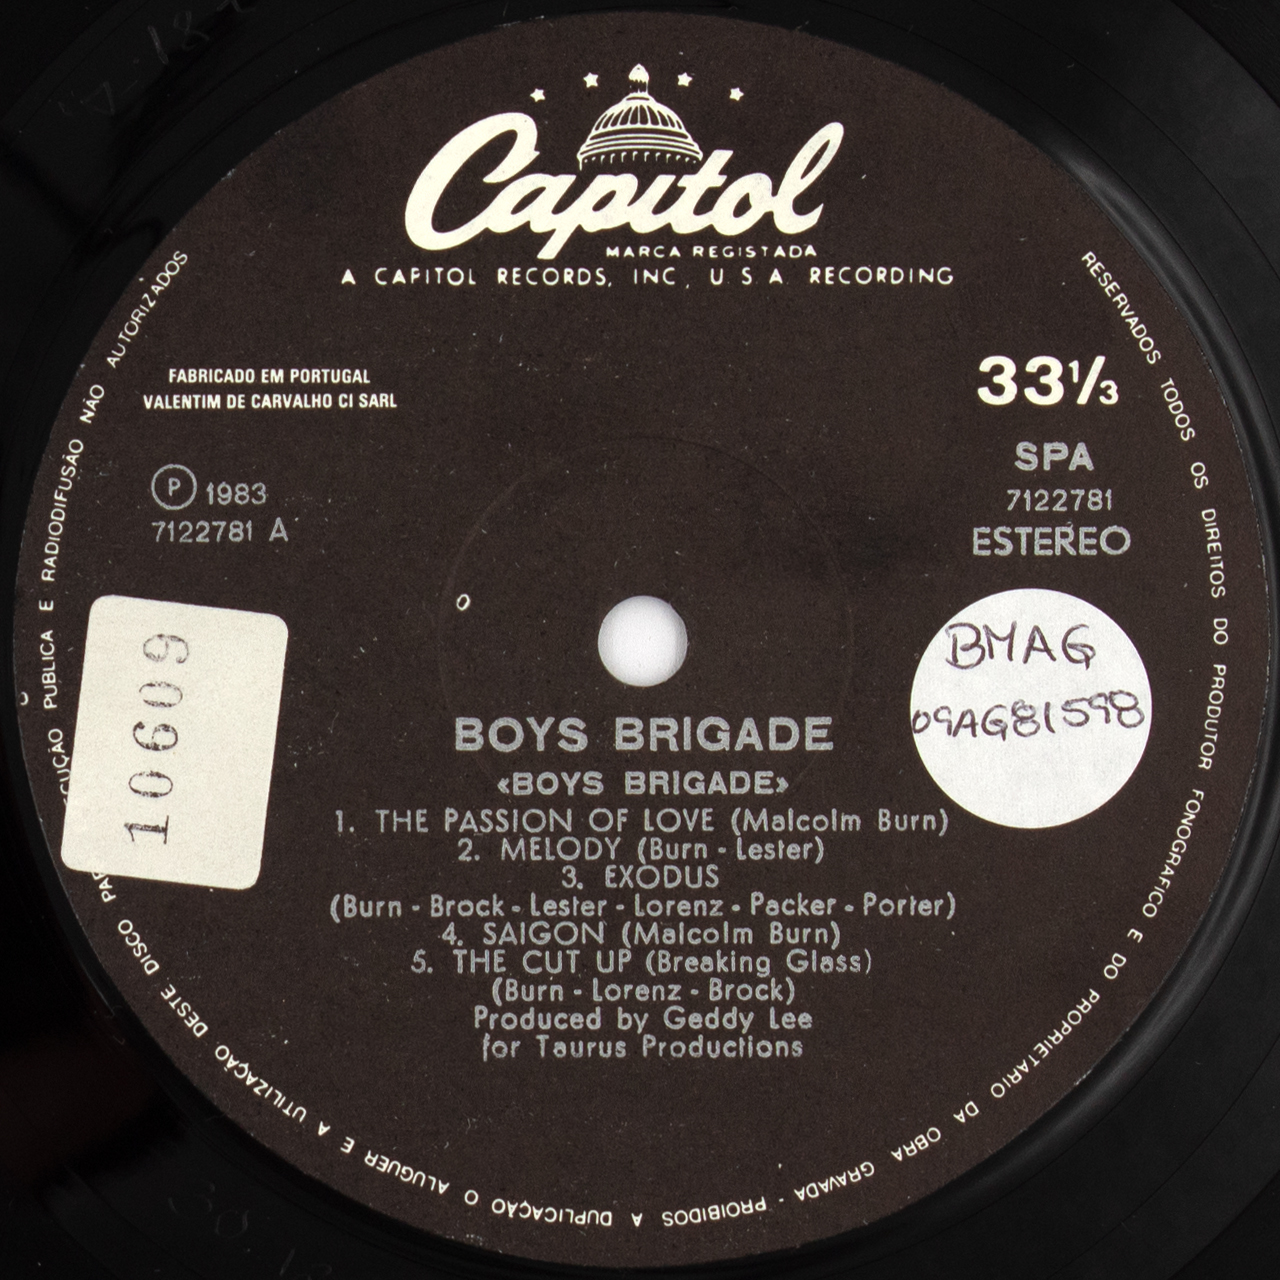 Capitol
MARCA REGISTADA
A CAPITOL RECORDS, INC, U.S.A. RECORDING
FABRICADO EM PORTUGAL
VALENTIM DE CARVALHO CI SARL
33 1/3
SPA
7122781
ESTEREO
Ⓟ 1983
7122781 A
10609
BMAG
09AG81598
BOYS BRIGADE
«BOYS BRIGADE»
1. THE PASSION OF LOVE (Malcolm Burn)
2. MELODY (Burn - Lester)
3. EXODUS
(Burn - Brock - Lester - Lorenz - Packer - Porter)
4. SAIGON (Malcolm Burn)
5. THE CUT UP (Breaking Glass)
(Burn - Lorenz - Brock)
Produced by Geddy Lee
for Taurus Productions
RESERVADOS TODOS OS DIREITOS DO PRODUTOR FONOGRAFICO E DO PROPRIETARIO DA OBRA GRAVADA - PROIBIDOS A DUPLICAÇÃO O ALUGUER E A UTILIZAÇÃO DESTE DISCO PUBLICA E RADIODIFUSÃO NÃO AUTORIZADOS